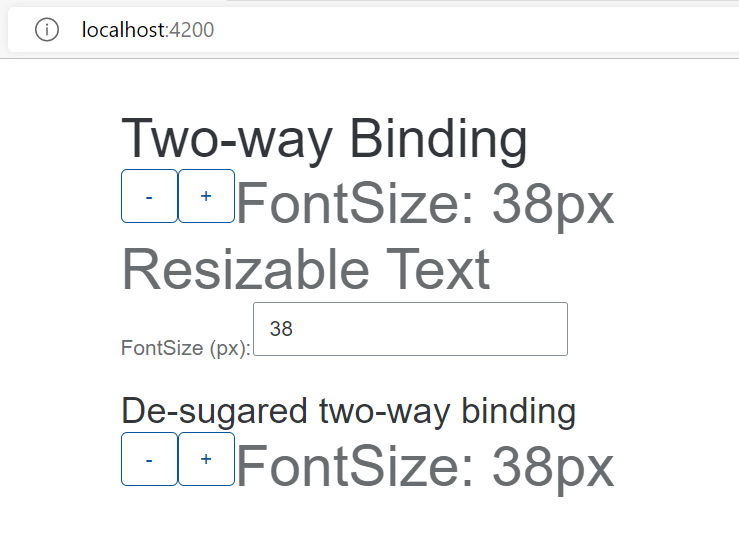 localhost:4200
Two-way Binding
- + FontSize: 38px
Resizable Text
FontSize (px): 38
De-sugared two-way binding
- + FontSize: 38px